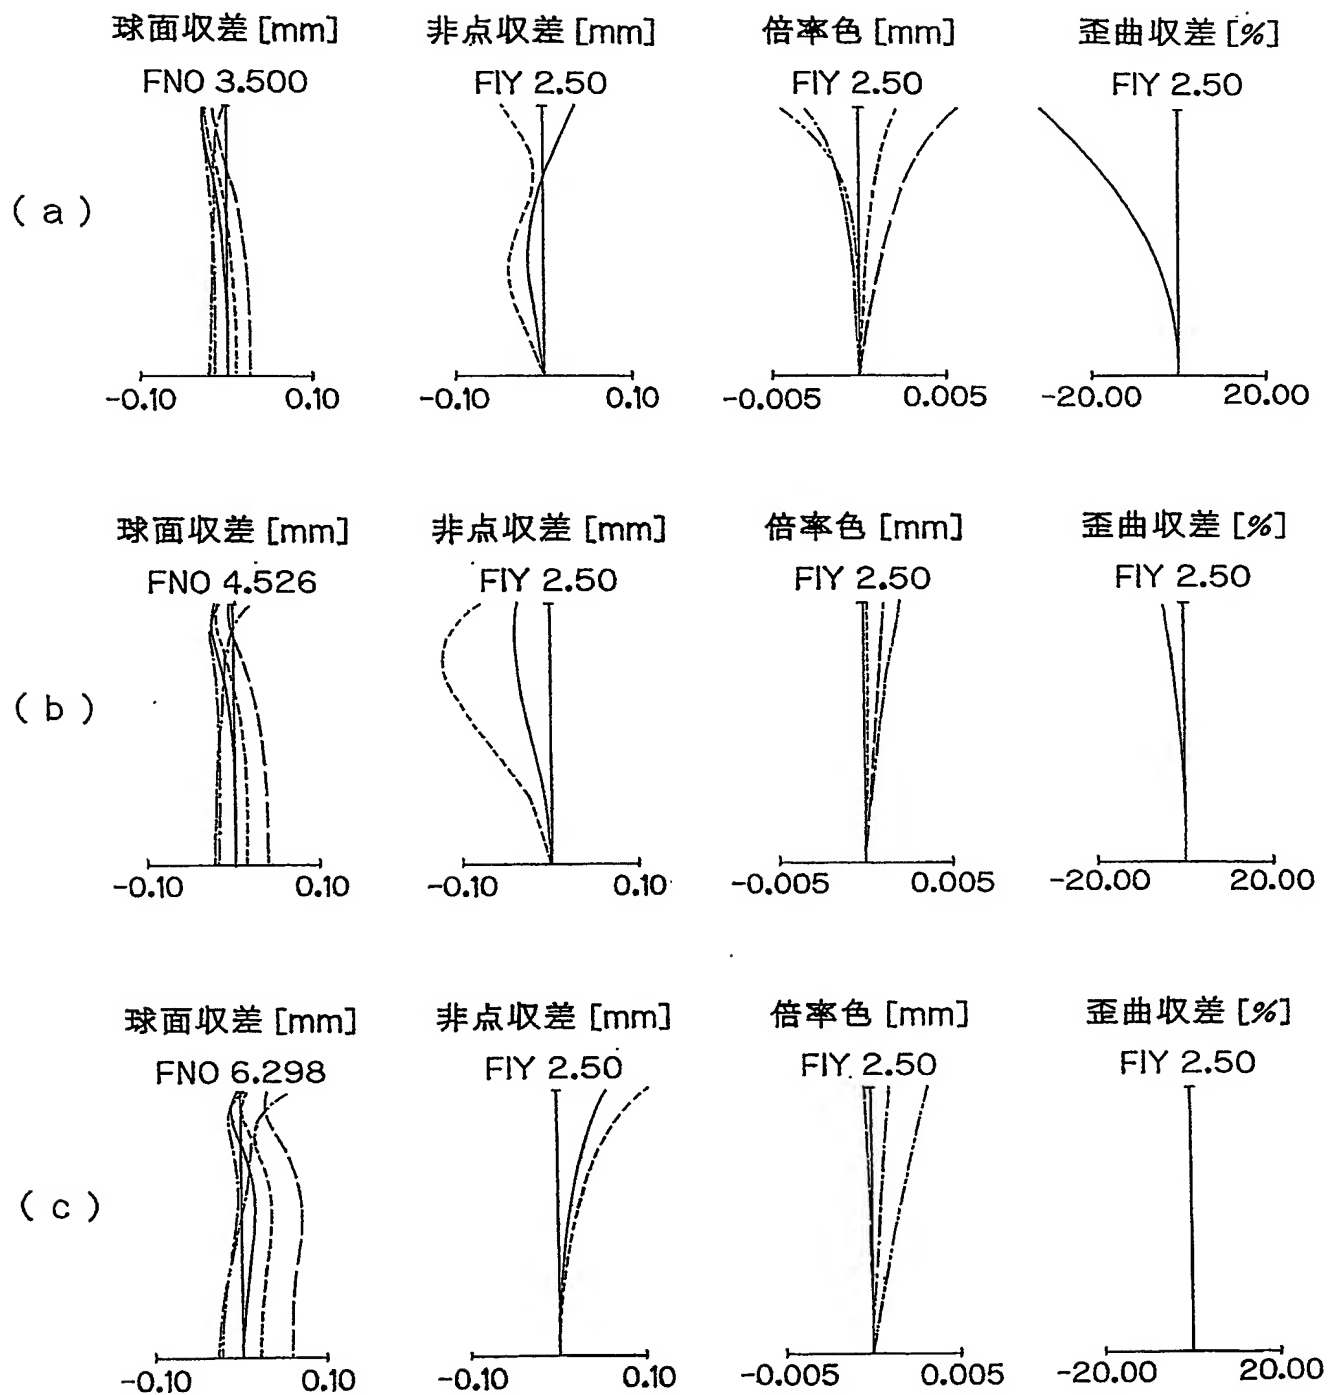 球面収差 [mm] 非点収差 [mm] 倍率色 [mm] 歪曲収差 [%]
FNO 3.500 FIY 2.50 FIY 2.50 FIY 2.50
(a)
-0.10 0.10 -0.10 0.10 -0.005 0.005 -20.00 20.00
球面収差 [mm] 非点収差 [mm] 倍率色 [mm] 歪曲収差 [%]
FNO 4.526 FIY 2.50 FIY 2.50 FIY 2.50
(b)
-0.10 0.10 -0.10 0.10 -0.005 0.005 -20.00 20.00
球面収差 [mm] 非点収差 [mm] 倍率色 [mm] 歪曲収差 [%]
FNO 6.298 FIY 2.50 FIY 2.50 FIY 2.50
(c)
-0.10 0.10 -0.10 0.10 -0.005 0.005 -20.00 20.00